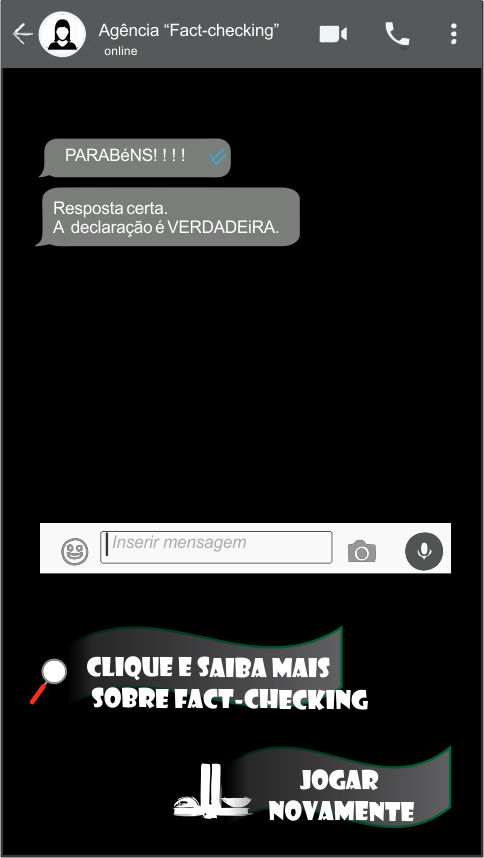 Agência “Fact-checking”
online
PARABéNS! ! ! !
Resposta certa.
A declaração é VERDADEiRA.
Inserir mensagem
CLIQUE E SAIBA MAIS
SOBRE FACT-CHECKING
JOGAR
NOVAMENTE